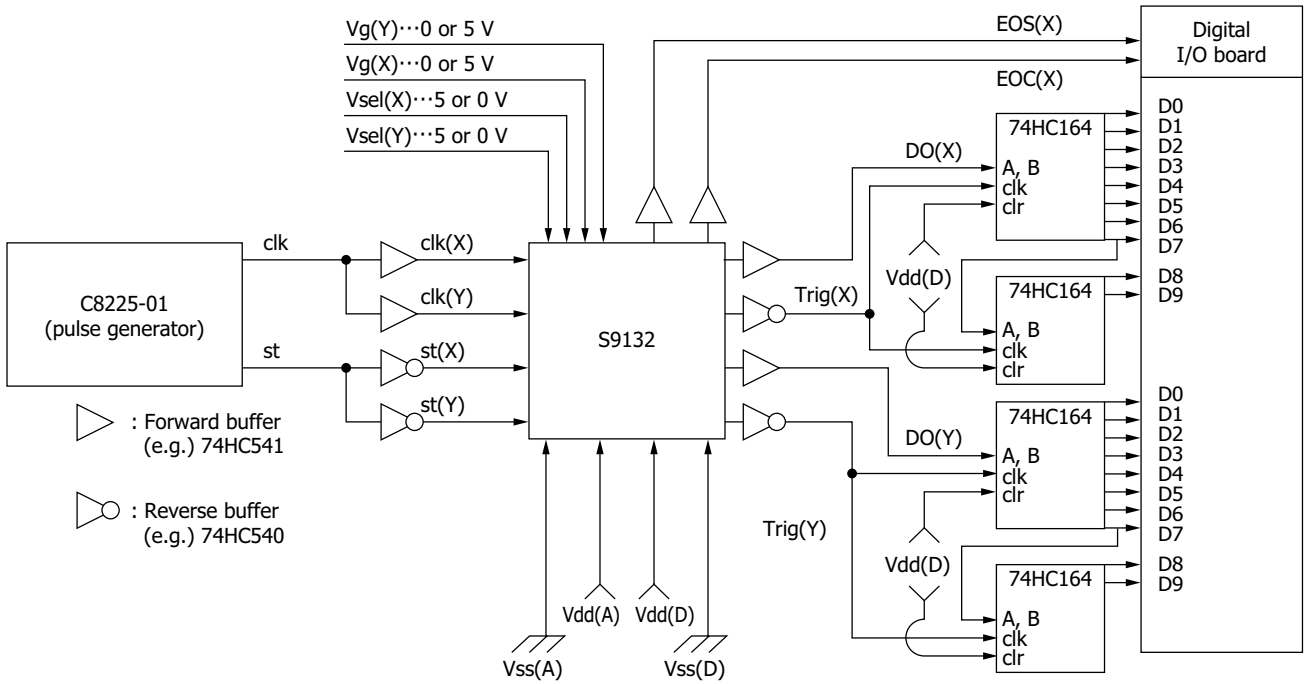 Vg(Y)⋯0 or 5 V
Vg(X)⋯0 or 5 V
Vsel(X)⋯5 or 0 V
Vsel(Y)⋯5 or 0 V
EOS(X)
EOC(X)
Digital
I/O board
C8225-01
(pulse generator)
clk
st
clk(X)
clk(Y)
st(X)
st(Y)
S9132
: Forward buffer
(e.g.) 74HC541
: Reverse buffer
(e.g.) 74HC540
Vss(A)
Vdd(A)
Vdd(D)
Vss(D)
DO(X)
Trig(X)
DO(Y)
Trig(Y)
74HC164
A, B
clk
clr
Vdd(D)
74HC164
A, B
clk
clr
D0
D1
D2
D3
D4
D5
D6
D7
D8
D9
74HC164
A, B
clk
clr
Vdd(D)
74HC164
A, B
clk
clr
D0
D1
D2
D3
D4
D5
D6
D7
D8
D9